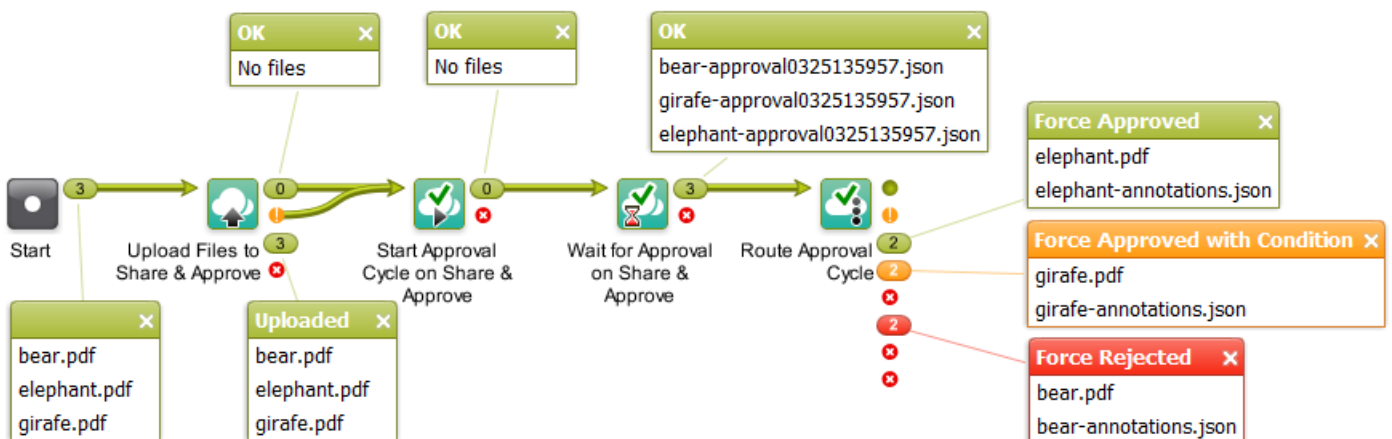 OK ×
No files
OK ×
No files
OK ×
bear-approval0325135957.json
girafe-approval0325135957.json
elephant-approval0325135957.json
Force Approved ×
elephant.pdf
elephant-annotations.json
3
0
!
3
0
3
!
2
2
2
Start
Upload Files to
Share & Approve
Start Approval
Cycle on Share &
Approve
Wait for Approval
on Share &
Approve
Route Approval
Cycle
Force Approved with Condition ×
girafe.pdf
girafe-annotations.json
×
bear.pdf
elephant.pdf
girafe.pdf
Uploaded ×
bear.pdf
elephant.pdf
girafe.pdf
Force Rejected ×
bear.pdf
bear-annotations.json